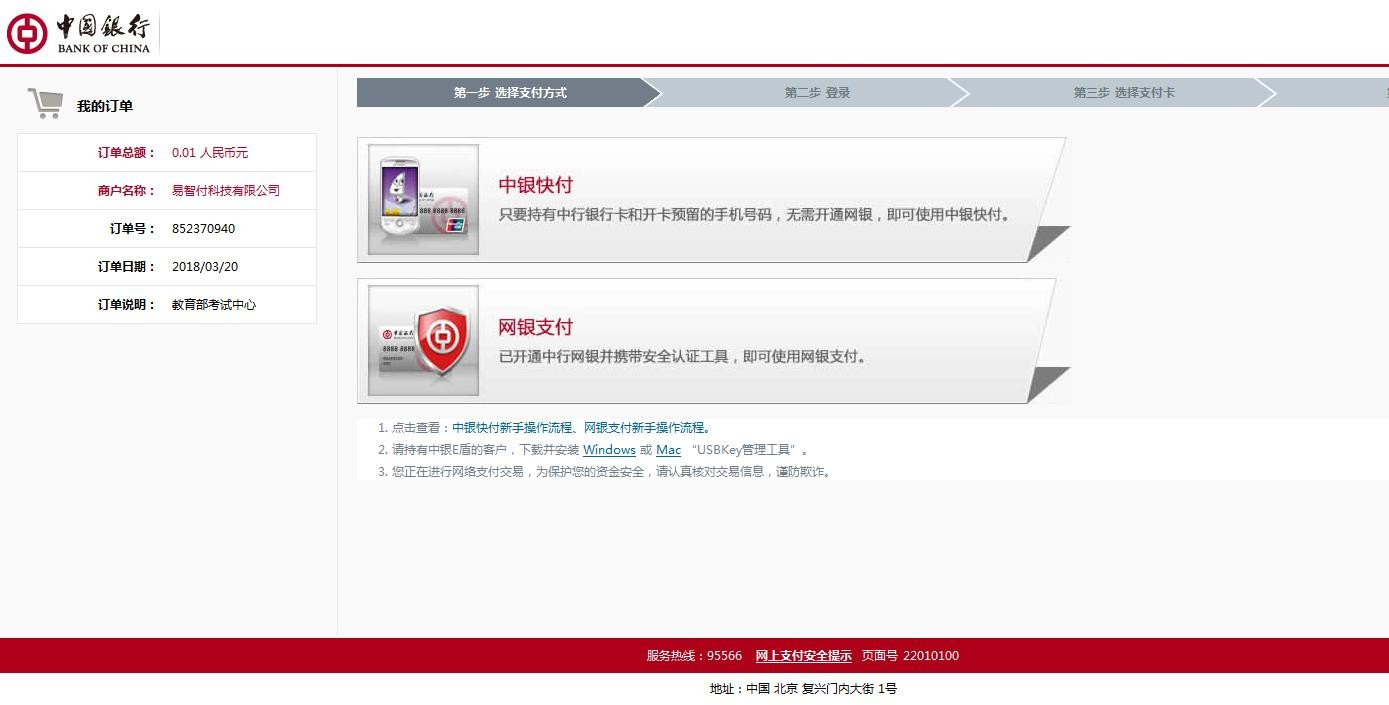 中国银行
BANK OF CHINA
我的订单
订单总额： 0.01 人民币元
商户名称： 易智付科技有限公司
订单号： 852370940
订单日期： 2018/03/20
订单说明： 教育部考试中心
第一步 选择支付方式
第二步 登录
第三步 选择支付卡
中银快付
只要持有中行银行卡和开卡预留的手机号码，无需开通网银，即可使用中银快付。
网银支付
已开通中行网银并携带安全认证工具，即可使用网银支付。
1. 点击查看：中银快付新手操作流程、网银支付新手操作流程。
2. 请持有中银E盾的客户，下载并安装 Windows 或 Mac “USBKey管理工具”。
3. 您正在进行网络支付交易，为保护您的资金安全，请认真核对交易信息，谨防欺诈。
服务热线：95566 网上支付安全提示 页面号 22010100
地址：中国 北京 复兴门内大街 1号